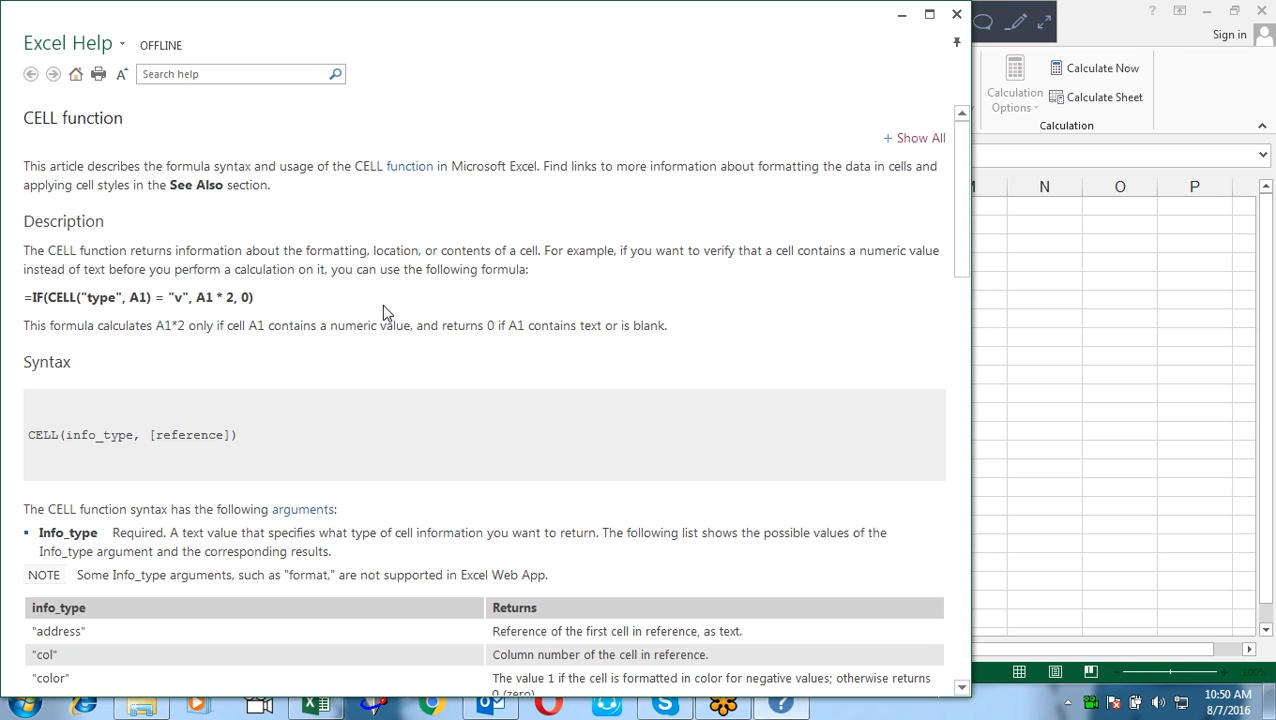 Excel Help OFFLINE
Search help
CELL function
+ Show All
This article describes the formula syntax and usage of the CELL function in Microsoft Excel. Find links to more information about formatting the data in cells and
applying cell styles in the See Also section.
Description
The CELL function returns information about the formatting, location, or contents of a cell. For example, if you want to verify that a cell contains a numeric value
instead of text before you perform a calculation on it, you can use the following formula:
=IF(CELL("type", A1) = "v", A1 * 2, 0)
This formula calculates A1*2 only if cell A1 contains a numeric value, and returns 0 if A1 contains text or is blank.
Syntax
CELL(info_type, [reference])
The CELL function syntax has the following arguments:
Info_type Required. A text value that specifies what type of cell information you want to return. The following list shows the possible values of the
Info_type argument and the corresponding results.
NOTE Some Info_type arguments, such as "format," are not supported in Excel Web App.
info_type Returns
"address" Reference of the first cell in reference, as text.
"col" Column number of the cell in reference.
"color" The value 1 if the cell is formatted in color for negative values; otherwise returns
0 (zero)
Sign in
Calculation
Options
Calculate Now
Calculate Sheet
Calculation
N O P
10:50 AM
8/7/2016